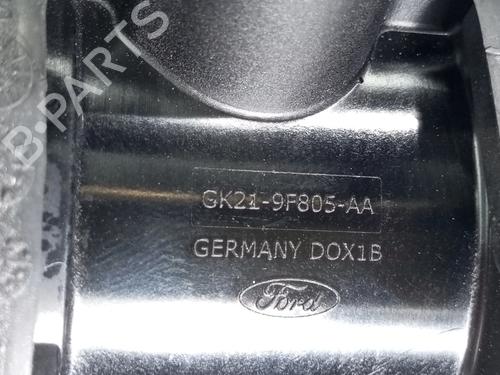 B-PARTS
GK21-9F805-AA
GERMANY DOX1B
Ford